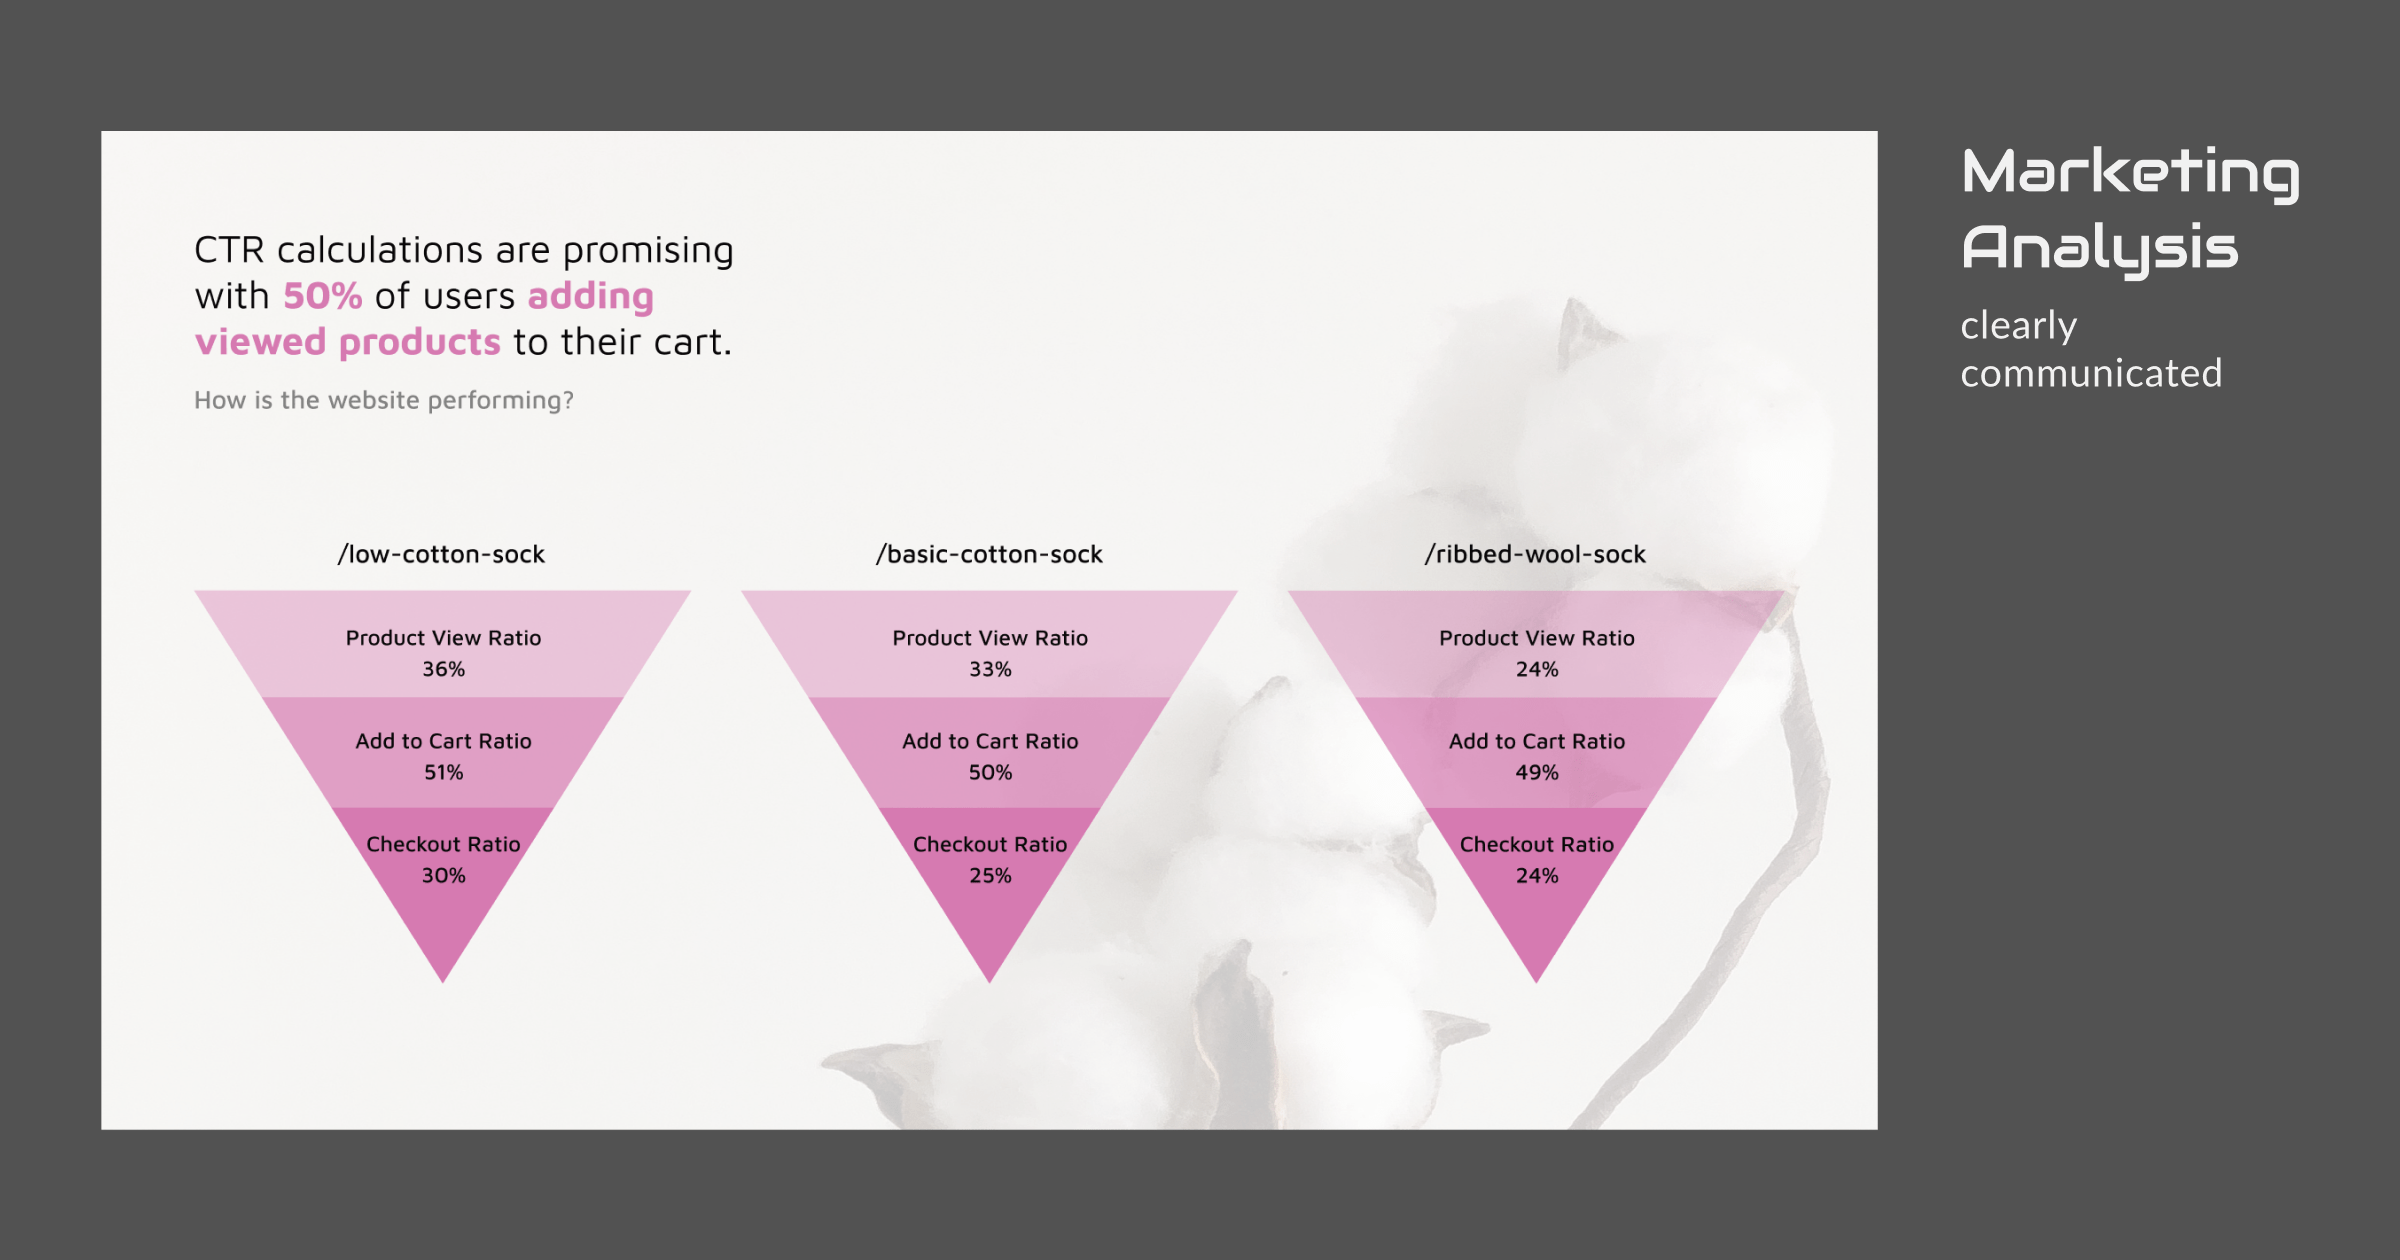 CTR calculations are promising
with 50% of users adding
viewed products to their cart.
How is the website performing?
/low-cotton-sock
Product View Ratio
36%
Add to Cart Ratio
51%
Checkout Ratio
30%
/basic-cotton-sock
Product View Ratio
33%
Add to Cart Ratio
50%
Checkout Ratio
25%
/ribbed-wool-sock
Product View Ratio
24%
Add to Cart Ratio
49%
Checkout Ratio
24%
Marketing
Analysis
clearly
communicated